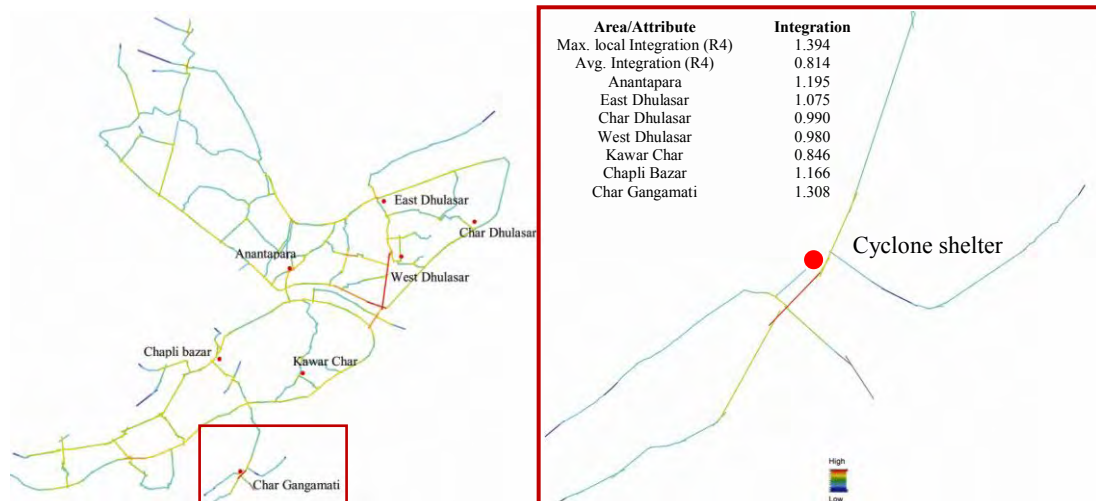 East Dhulasar
Char Dhulasar
Anantapara
West Dhulasar
Chapli bazar
Kawar Char
Char Gangamati
Area/Attribute Integration
Max. local Integration (R4) 1.394
Avg. Integration (R4) 0.814
Anantapara 1.195
East Dhulasar 1.075
Char Dhulasar 0.990
West Dhulasar 0.980
Kawar Char 0.846
Chapli Bazar 1.166
Char Gangamati 1.308
Cyclone shelter
High
Low